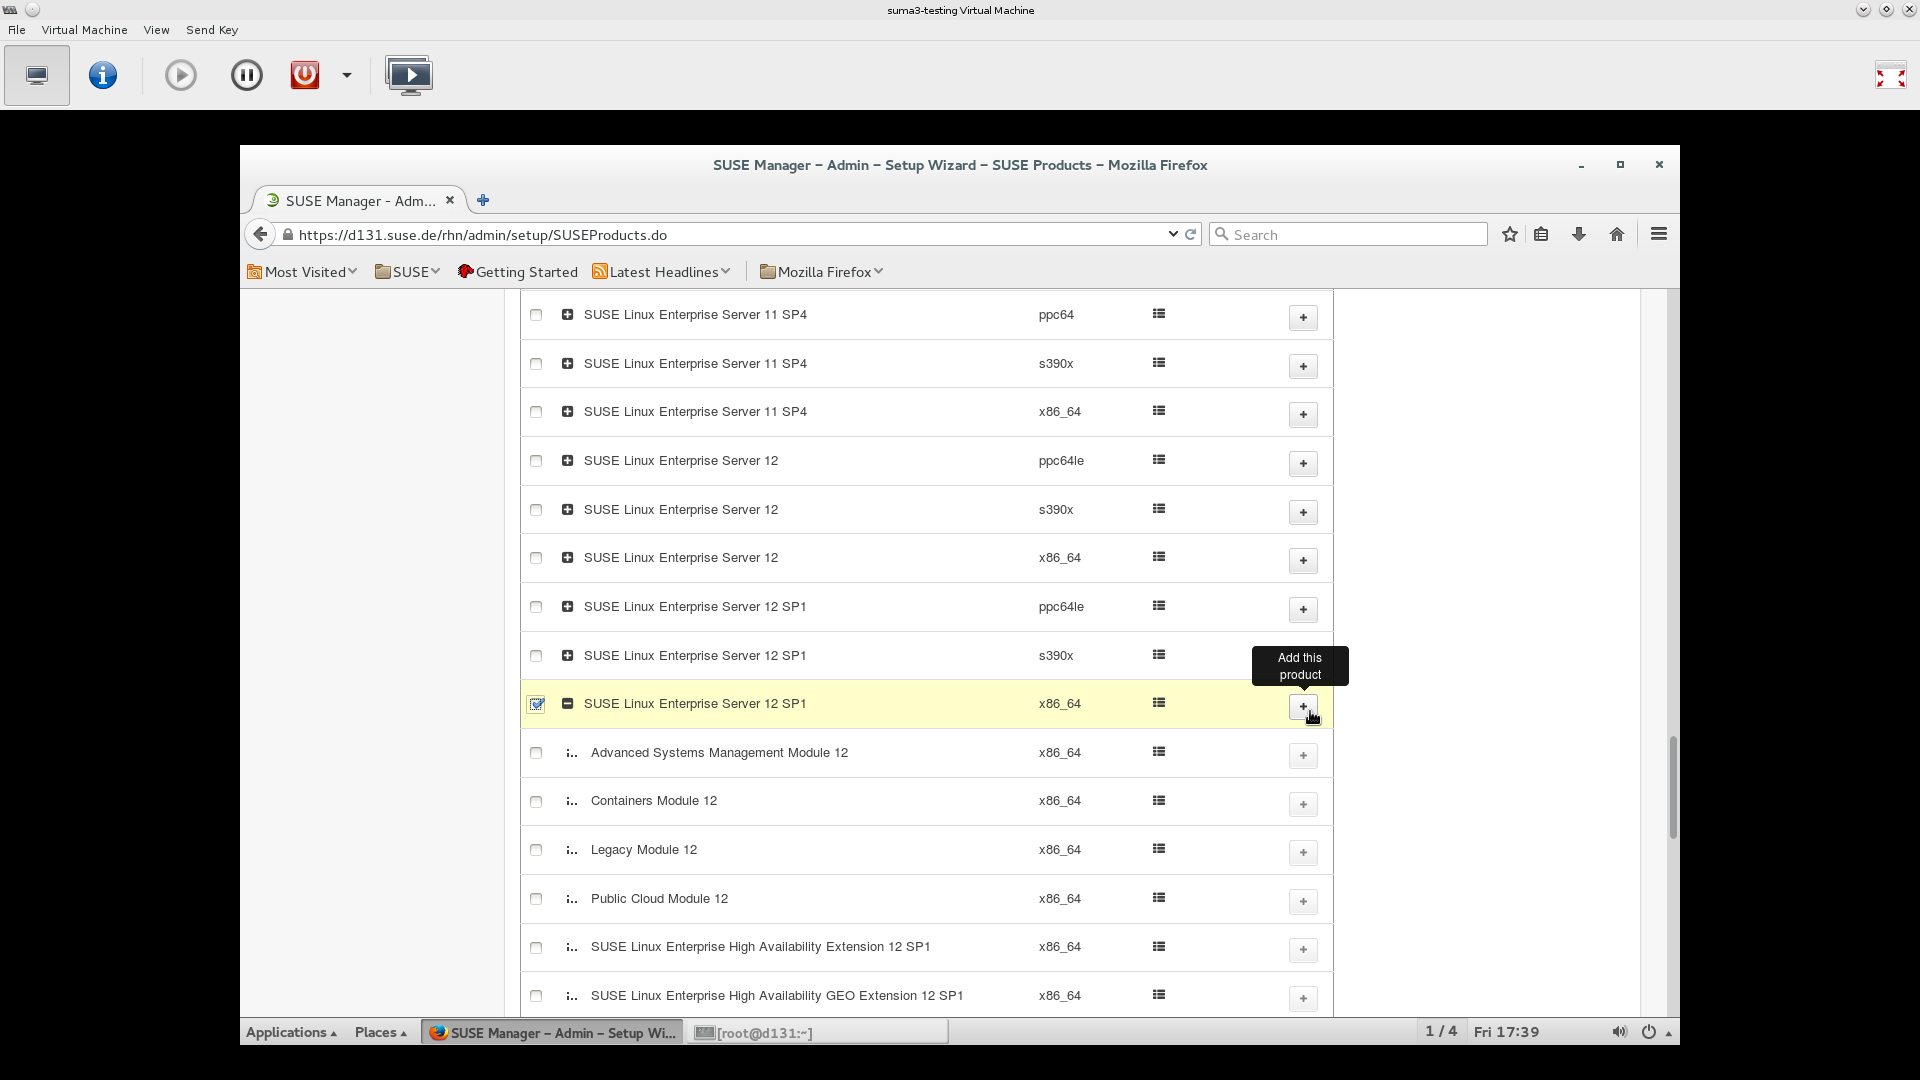 suma3-testing Virtual Machine
File Virtual Machine View Send Key
SUSE Manager – Admin – Setup Wizard – SUSE Products – Mozilla Firefox
SUSE Manager - Adm...
https://d131.suse.de/rhn/admin/setup/SUSEProducts.do
Search
Most Visited SUSE Getting Started Latest Headlines Mozilla Firefox
SUSE Linux Enterprise Server 11 SP4 ppc64
SUSE Linux Enterprise Server 11 SP4 s390x
SUSE Linux Enterprise Server 11 SP4 x86_64
SUSE Linux Enterprise Server 12 ppc64le
SUSE Linux Enterprise Server 12 s390x
SUSE Linux Enterprise Server 12 x86_64
SUSE Linux Enterprise Server 12 SP1 ppc64le
SUSE Linux Enterprise Server 12 SP1 s390x
Add this
product
SUSE Linux Enterprise Server 12 SP1 x86_64
Advanced Systems Management Module 12 x86_64
Containers Module 12 x86_64
Legacy Module 12 x86_64
Public Cloud Module 12 x86_64
SUSE Linux Enterprise High Availability Extension 12 SP1 x86_64
SUSE Linux Enterprise High Availability GEO Extension 12 SP1 x86_64
Applications Places SUSE Manager – Admin – Setup Wi... [root@d131:~] 1 / 4 Fri 17:39